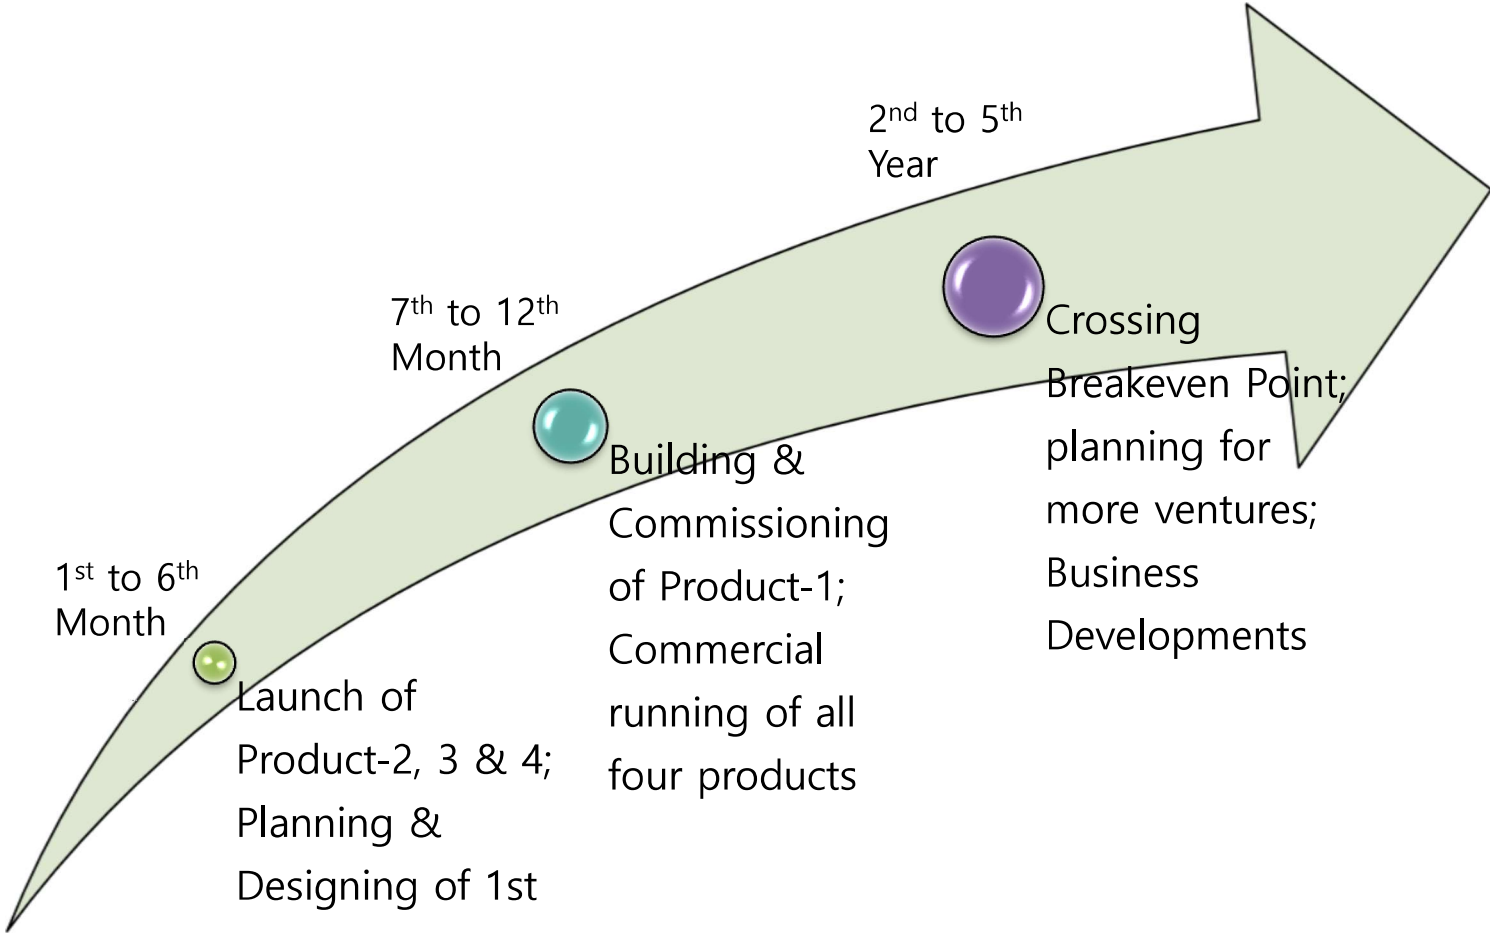 1st to 6th
Month
Launch of
Product-2, 3 & 4;
Planning &
Designing of 1st
7th to 12th
Month
Building &
Commissioning
of Product-1;
Commercial
running of all
four products
2nd to 5th
Year
Crossing
Breakeven Point;
planning for
more ventures;
Business
Developments